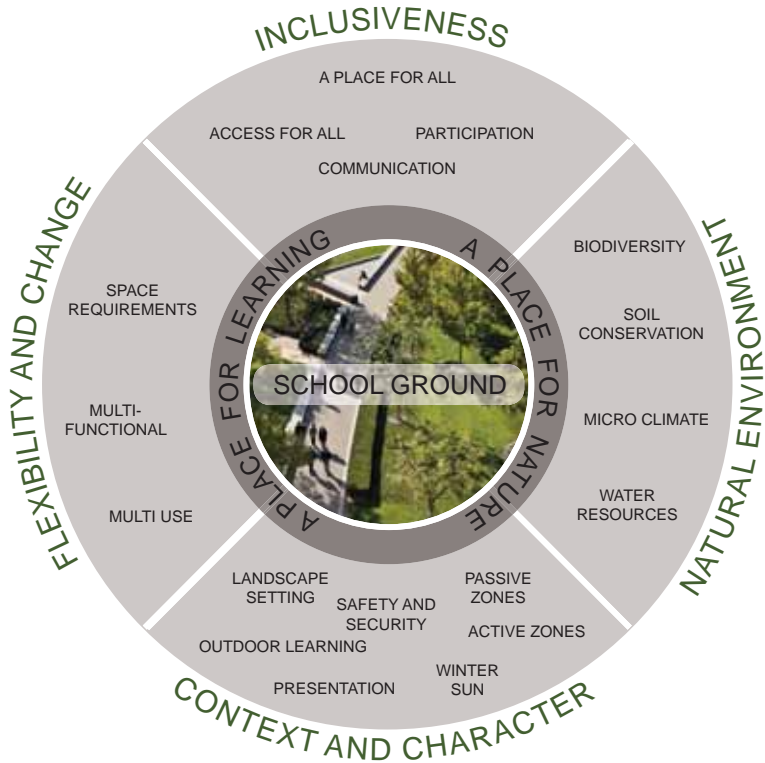 INCLUSIVENESS
A PLACE FOR ALL
ACCESS FOR ALL
PARTICIPATION
COMMUNICATION
NATURAL ENVIRONMENT
BIODIVERSITY
SOIL
CONSERVATION
MICRO CLIMATE
WATER
RESOURCES
CONTEXT AND CHARACTER
LANDSCAPE
SETTING
SAFETY AND
SECURITY
PASSIVE
ZONES
ACTIVE ZONES
OUTDOOR LEARNING
PRESENTATION
WINTER
SUN
FLEXIBILITY AND CHANGE
SPACE
REQUIREMENTS
MULTI-
FUNCTIONAL
MULTI USE
A PLACE FOR LEARNING
A PLACE FOR NATURE
SCHOOL GROUND